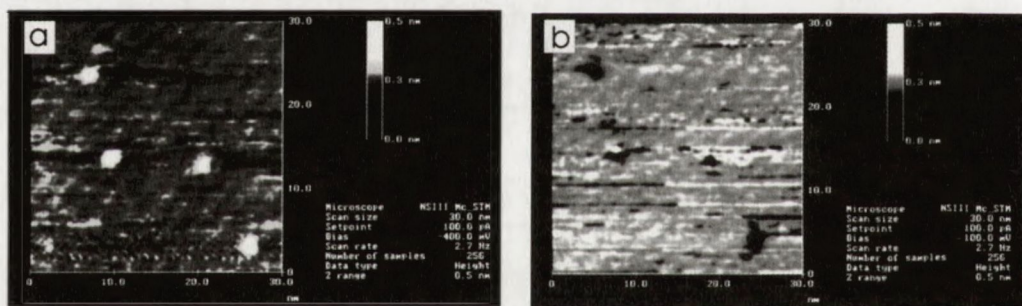 a
30.0
20.0
10.0
0
0
10.0
20.0
30.0
nm
0.5 nm
0.3 nm
0.0 nm
Microscope NSIII Mc_STM
Scan size 30.0 nm
Setpoint 100.0 pA
Bias -400.0 mV
Scan rate 2.7 Hz
Number of samples 256
Data type Height
Z range 0.5 nm
b
30.0
20.0
10.0
0
0
10.0
20.0
30.0
nm
0.5 nm
0.3 nm
0.0 nm
Microscope NSIII Mc_STM
Scan size 30.00 nm
Setpoint 100.0 pA
Bias -100.0 mV
Scan rate 2.7 Hz
Number of samples 256
Data type Height
Z range 0.5 nm